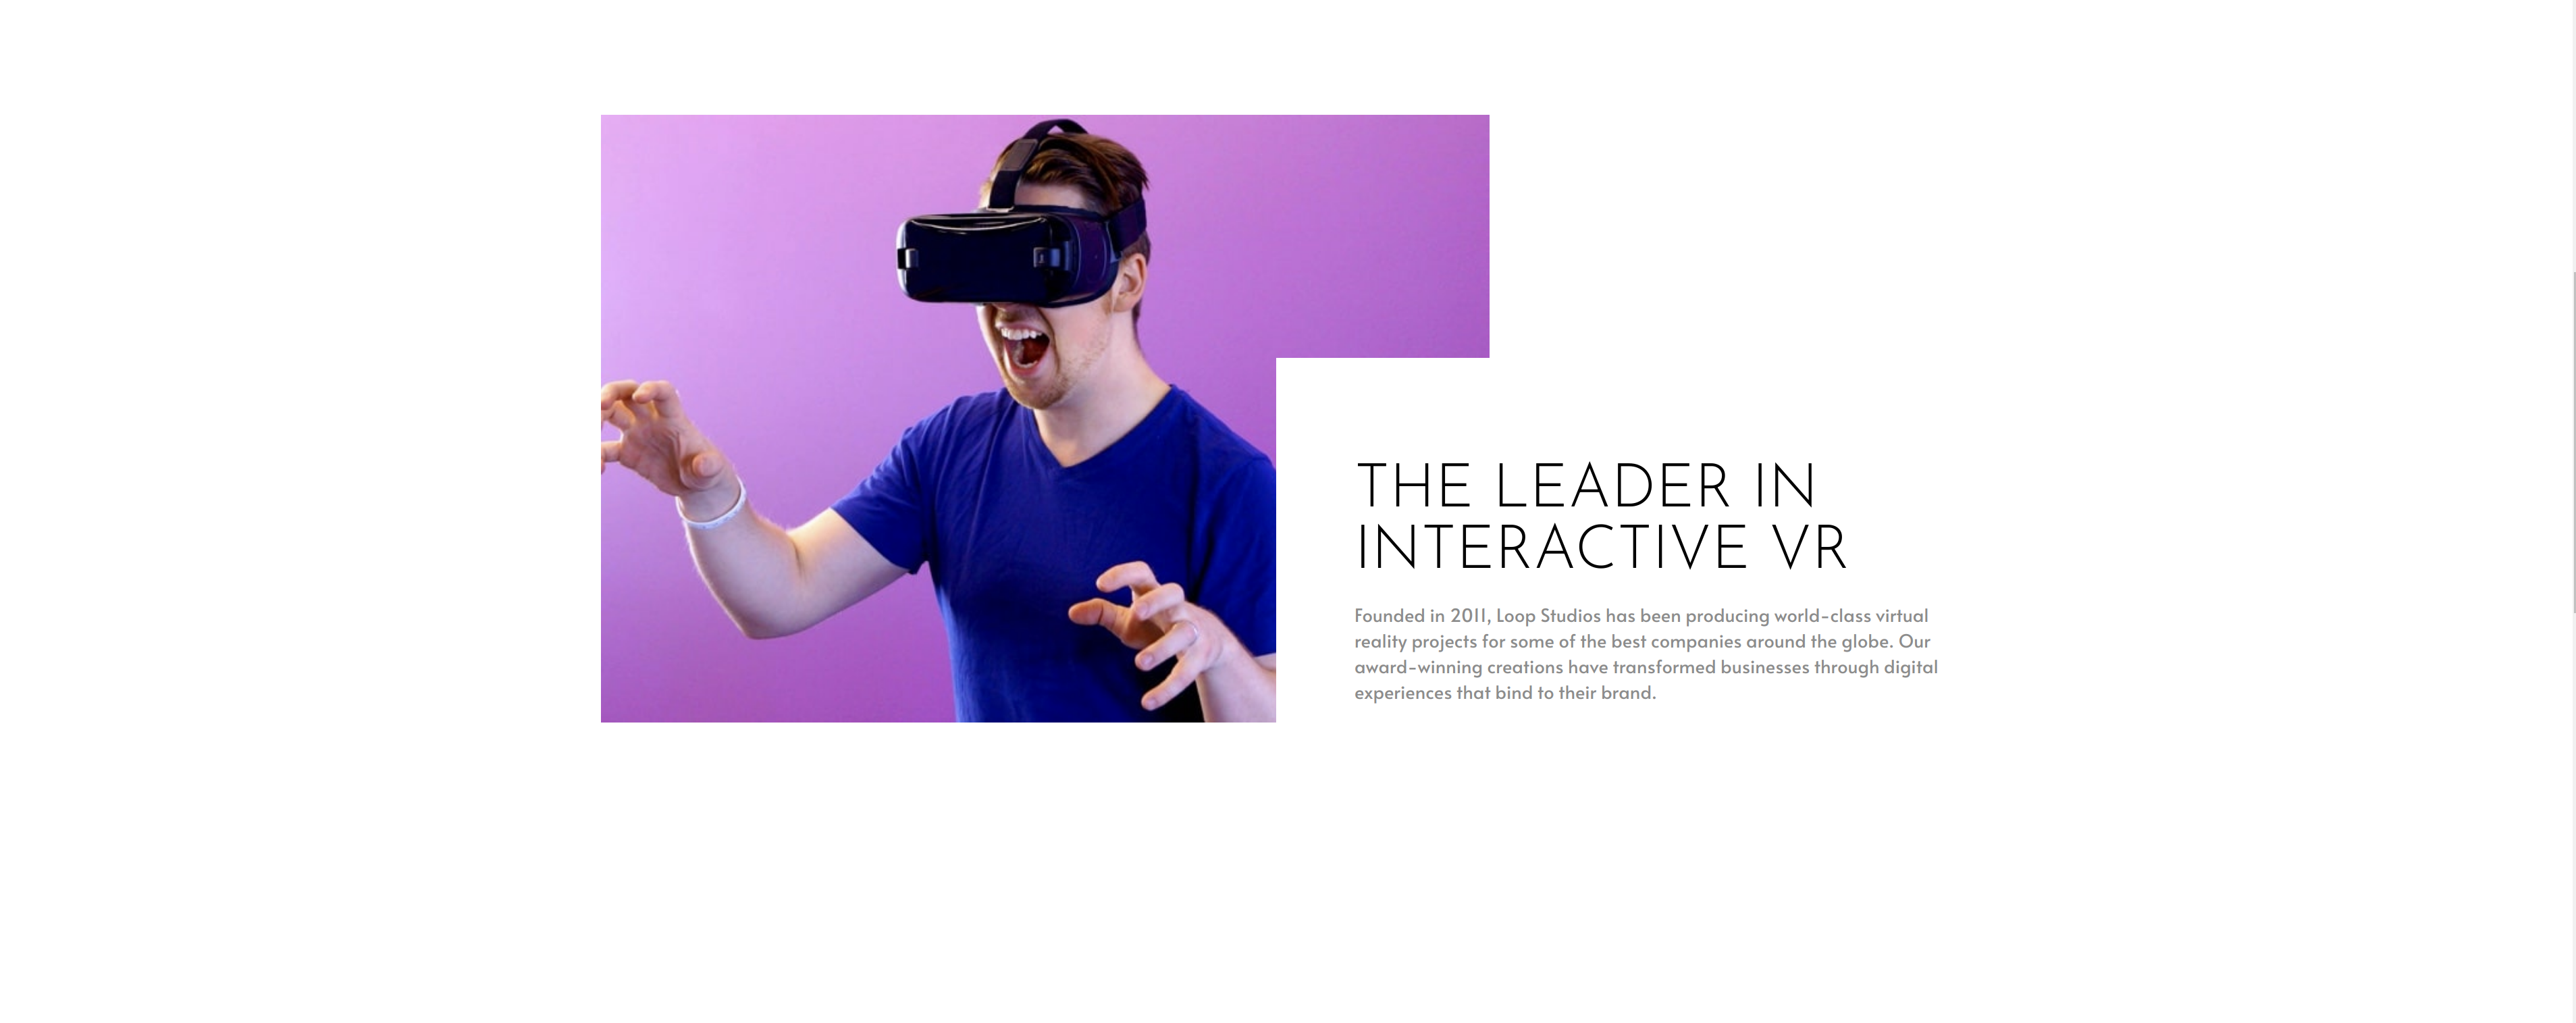 THE LEADER IN
INTERACTIVE VR
Founded in 2011, Loop Studios has been producing world-class virtual
reality projects for some of the best companies around the globe. Our
award-winning creations have transformed businesses through digital
experiences that bind to their brand.